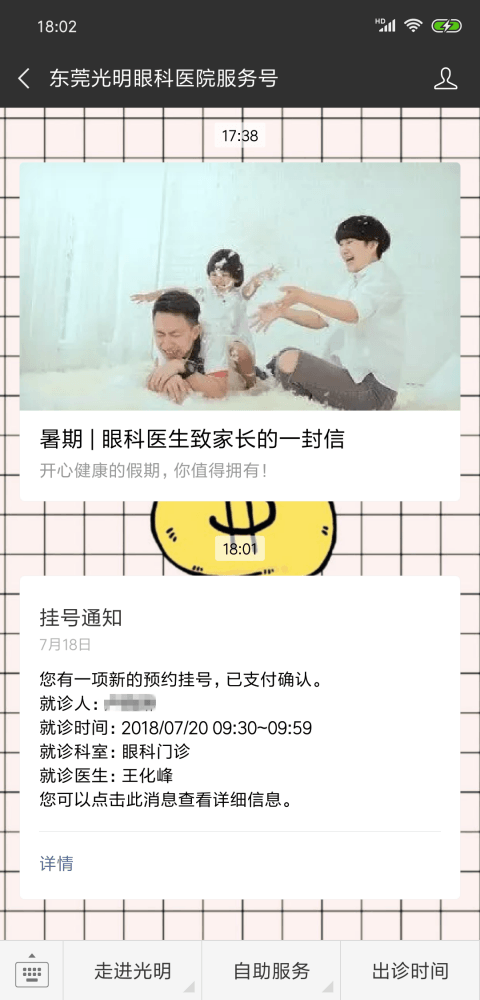 18:02
HD
东莞光明眼科医院服务号
17:38
暑期 | 眼科医生致家长的一封信
开心健康的假期，你值得拥有！
18:01
挂号通知
7月18日
您有一项新的预约挂号，已支付确认。
就诊人：
就诊时间：2018/07/20 09:30~09:59
就诊科室：眼科门诊
就诊医生：王化峰
您可以点击此消息查看详细信息。
详情
走进光明
自助服务
出诊时间